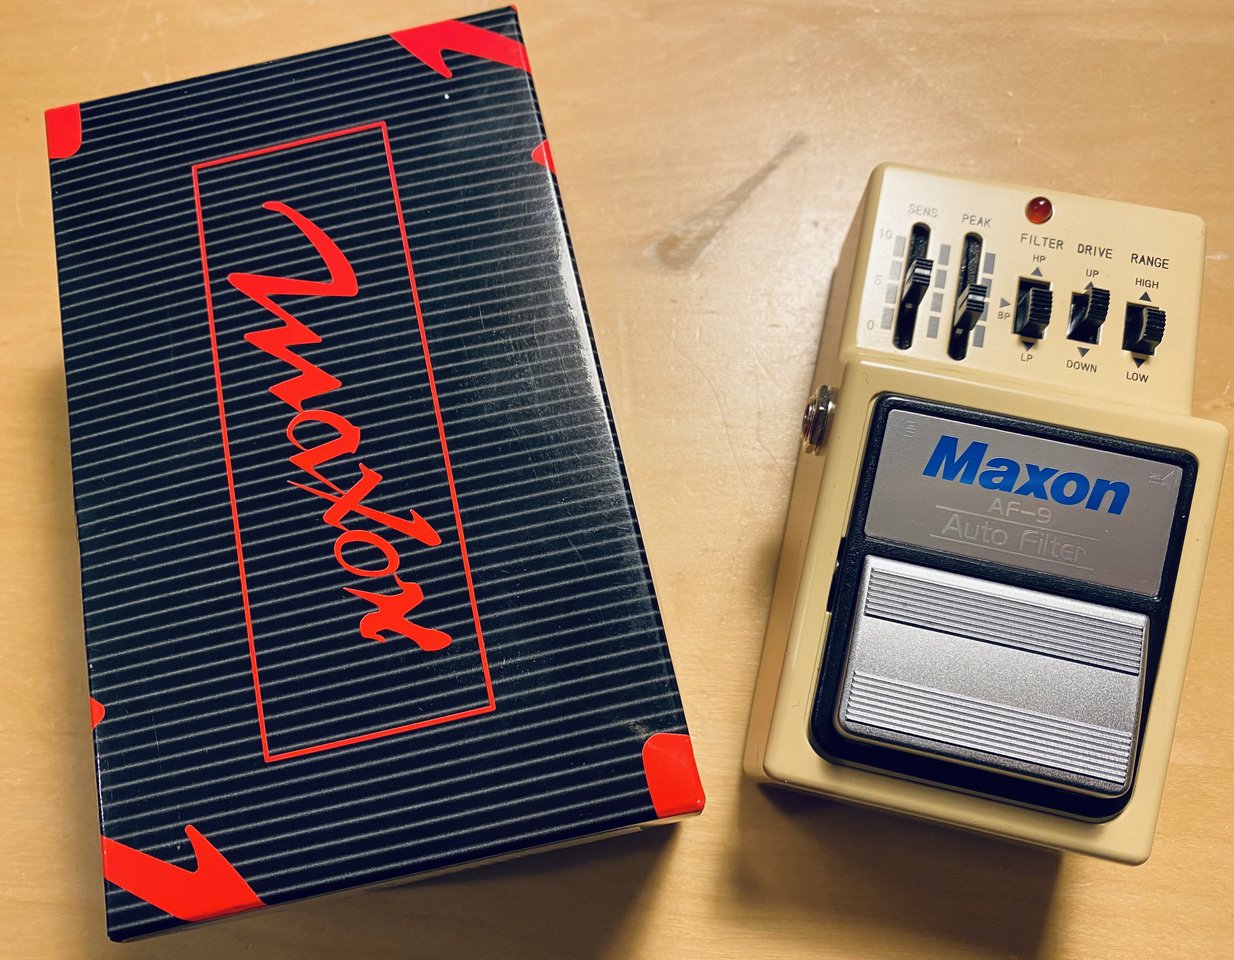 Maxon
SENS. PEAK
FILTER DRIVE RANGE
HP UP HIGH
10
5
BP
0
LP DOWN LOW
Maxon
AF-9
Auto Filter